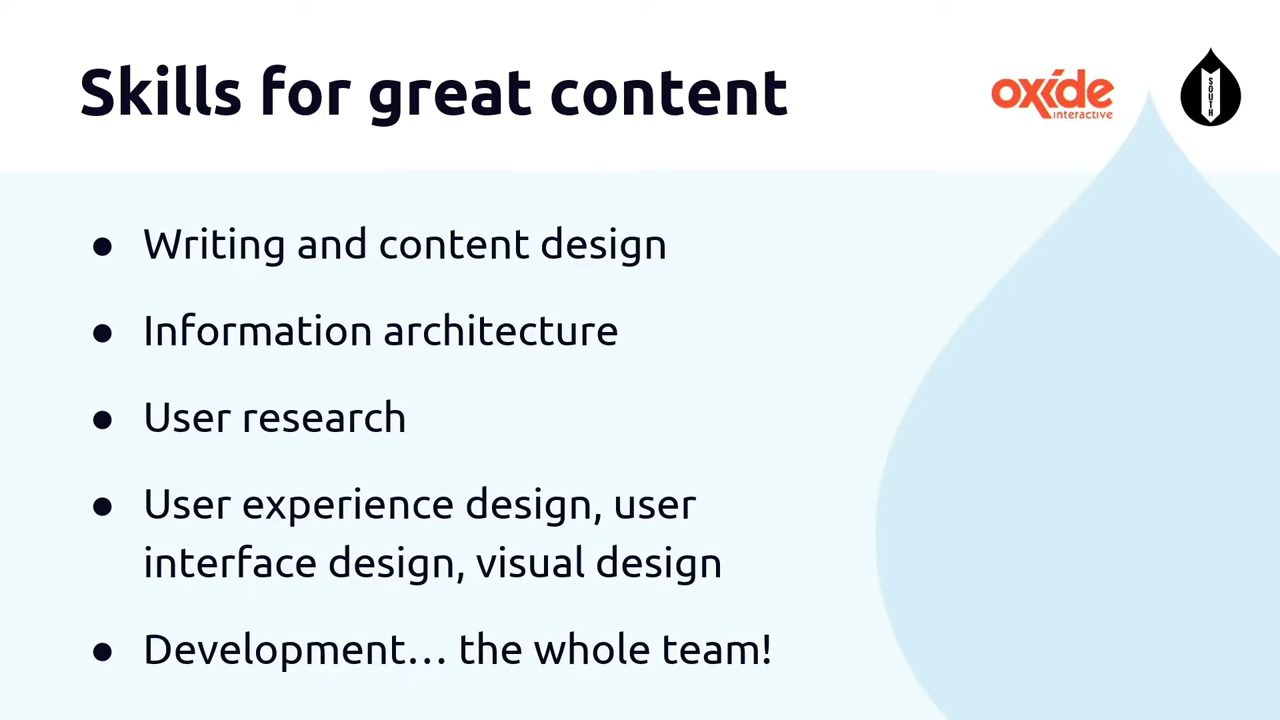 Skills for great content
oxide
interactive
SOUTH
● Writing and content design
● Information architecture
● User research
● User experience design, user
interface design, visual design
● Development… the whole team!